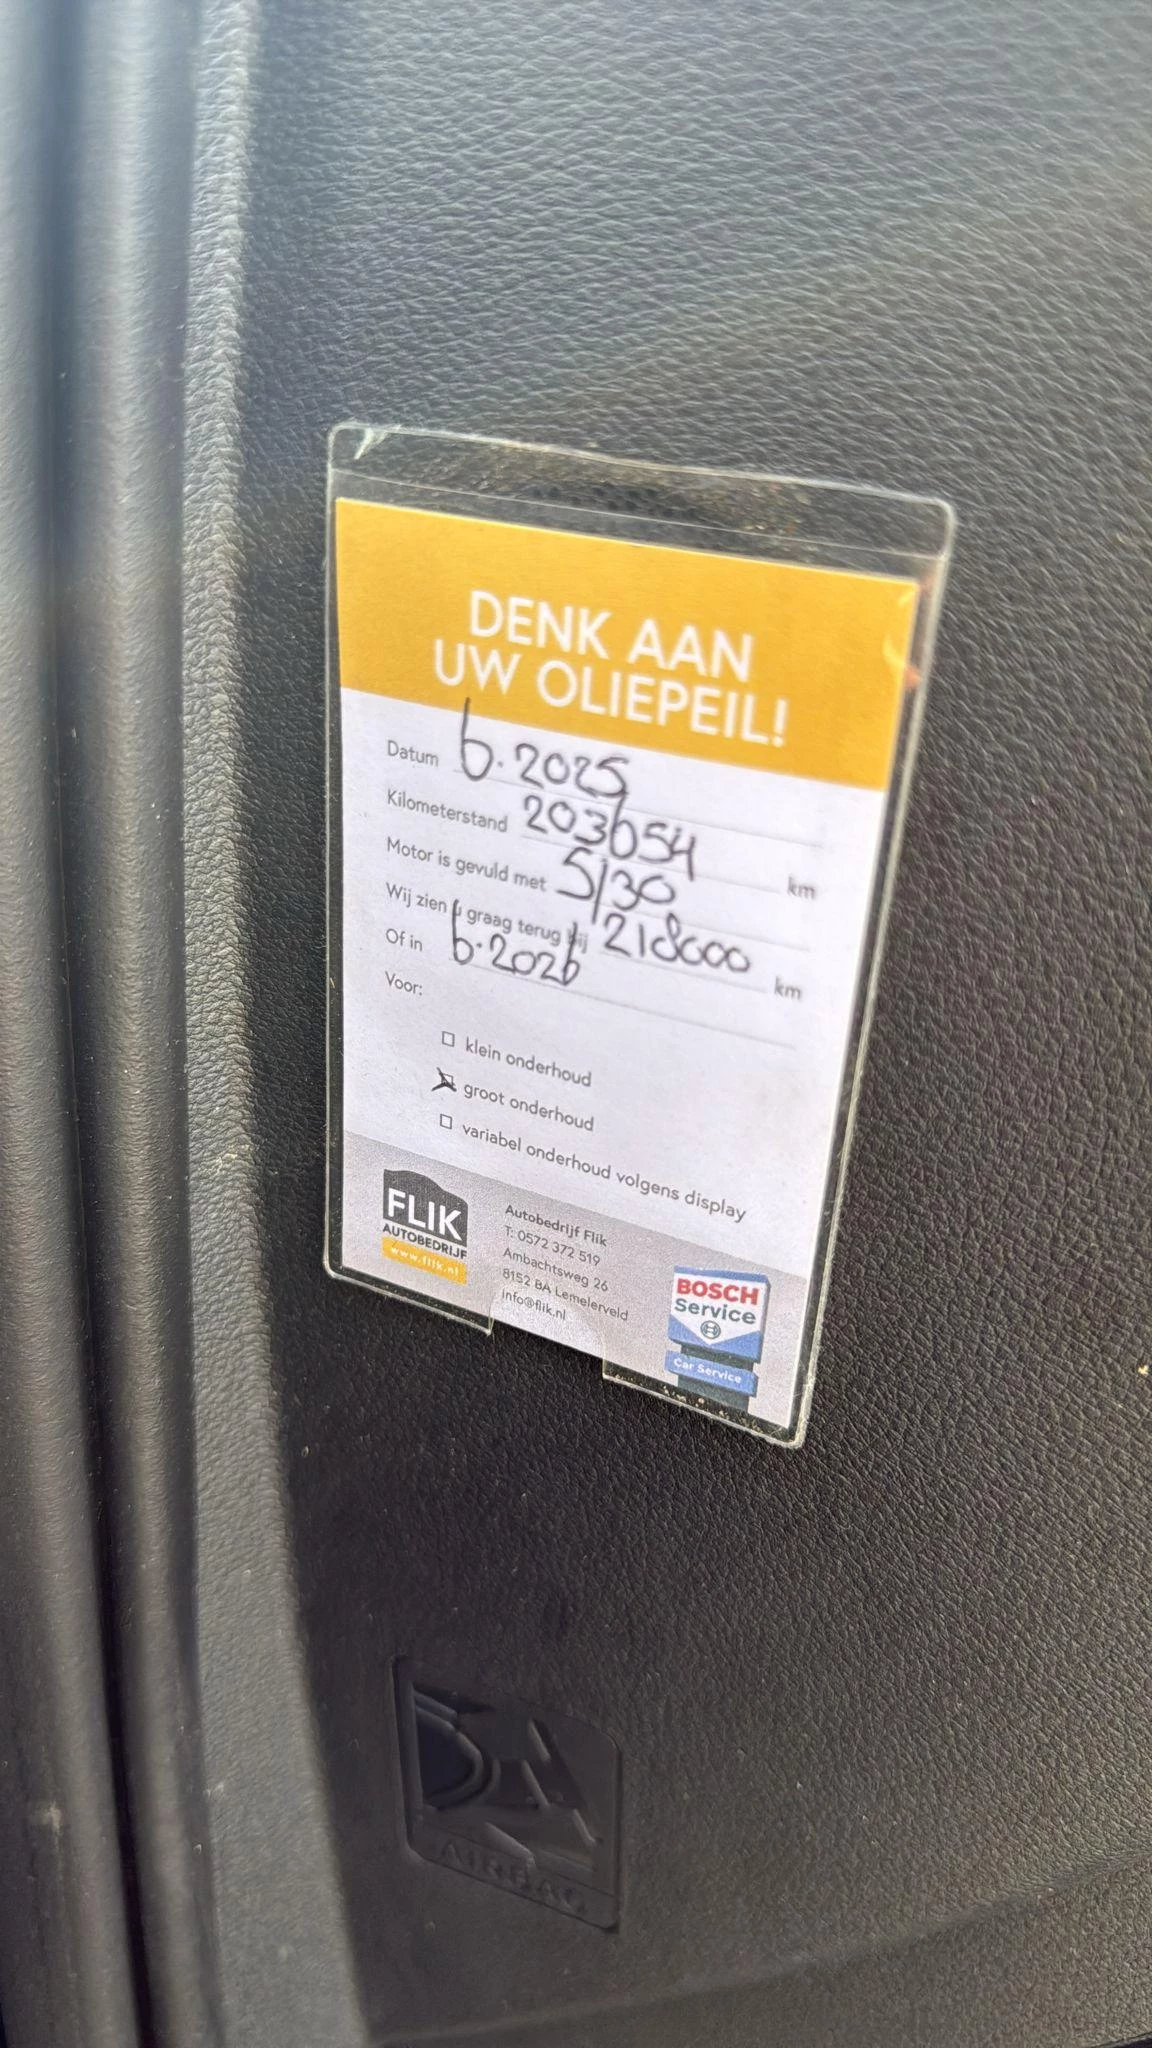 DENK AAN
UW OLIEPEIL!
Datum 6.2025
Kilometerstand 203654 km
Motor is gevuld met 5/30
Wij zien u graag terug bij 218000 km
Of in 6.2026
Voor:
klein onderhoud
groot onderhoud
variabel onderhoud volgens display
FLIK
AUTOBEDRIJF
www.flik.nl
Autobedrijf Flik
T: 0572 372 519
Ambachtsweg 26
8152 BA Lemelerveld
info@flik.nl
BOSCH
Service
Car Service
AIRBAG